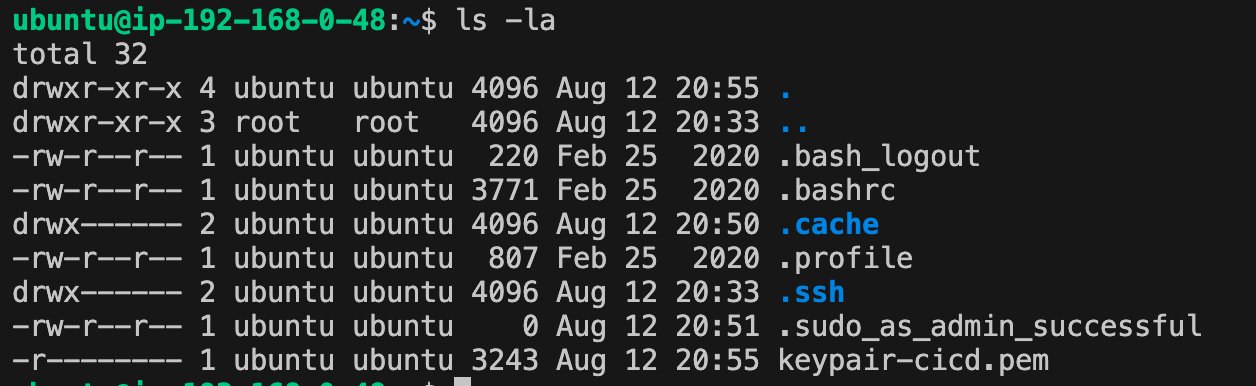 ubuntu@ip-192-168-0-48:~$ ls -la
total 32
drwxr-xr-x 4 ubuntu ubuntu 4096 Aug 12 20:55 .
drwxr-xr-x 3 root   root   4096 Aug 12 20:33 ..
-rw-r--r-- 1 ubuntu ubuntu  220 Feb 25  2020 .bash_logout
-rw-r--r-- 1 ubuntu ubuntu 3771 Feb 25  2020 .bashrc
drwx------ 2 ubuntu ubuntu 4096 Aug 12 20:50 .cache
-rw-r--r-- 1 ubuntu ubuntu  807 Feb 25  2020 .profile
drwx------ 2 ubuntu ubuntu 4096 Aug 12 20:33 .ssh
-rw-r--r-- 1 ubuntu ubuntu    0 Aug 12 20:51 .sudo_as_admin_successful
-r-------- 1 ubuntu ubuntu 3243 Aug 12 20:55 keypair-cicd.pem